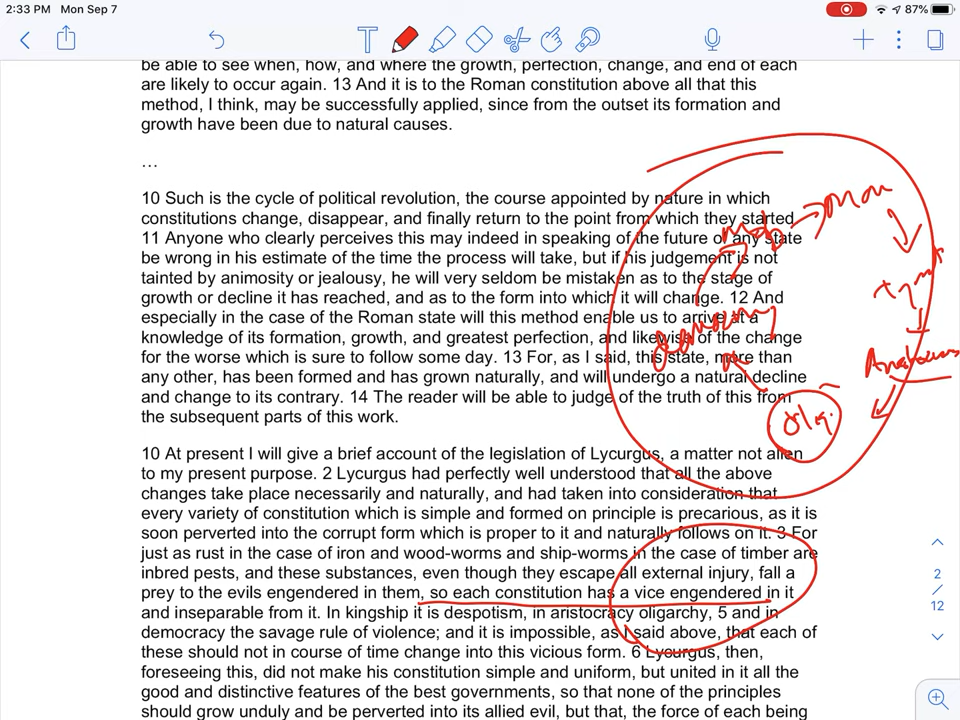 2:33 PM Mon Sep 7
87%
T
be able to see when, how, and where the growth, perfection, change, and end of each
are likely to occur again. 13 And it is to the Roman constitution above all that this
method, I think, may be successfully applied, since from the outset its formation and
growth have been due to natural causes.
…
10 Such is the cycle of political revolution, the course appointed by nature in which
constitutions change, disappear, and finally return to the point from which they started.
11 Anyone who clearly perceives this may indeed in speaking of the future of any state
be wrong in his estimate of the time the process will take, but if his judgement is not
tainted by animosity or jealousy, he will very seldom be mistaken as to the stage of
growth or decline it has reached, and as to the form into which it will change. 12 And
especially in the case of the Roman state will this method enable us to arrive at a
knowledge of its formation, growth, and greatest perfection, and likewise of the change
for the worse which is sure to follow some day. 13 For, as I said, this state, more than
any other, has been formed and has grown naturally, and will undergo a natural decline
and change to its contrary. 14 The reader will be able to judge of the truth of this from
the subsequent parts of this work.
mob
Mon
democracy
Olig.
10 At present I will give a brief account of the legislation of Lycurgus, a matter not alien
to my present purpose. 2 Lycurgus had perfectly well understood that all the above
changes take place necessarily and naturally, and had taken into consideration that
every variety of constitution which is simple and formed on principle is precarious, as it is
soon perverted into the corrupt form which is proper to it and naturally follows on it. 3 For
just as rust in the case of iron and wood-worms and ship-worms in the case of timber are
inbred pests, and these substances, even though they escape all external injury, fall a
prey to the evils engendered in them, so each constitution has a vice engendered in it
and inseparable from it. In kingship it is despotism, in aristocracy oligarchy, 5 and in
democracy the savage rule of violence; and it is impossible, as I said above, that each of
these should not in course of time change into this vicious form. 6 Lycurgus, then,
foreseeing this, did not make his constitution simple and uniform, but united in it all the
good and distinctive features of the best governments, so that none of the principles
should grow unduly and be perverted into its allied evil, but that, the force of each being
2
/
12